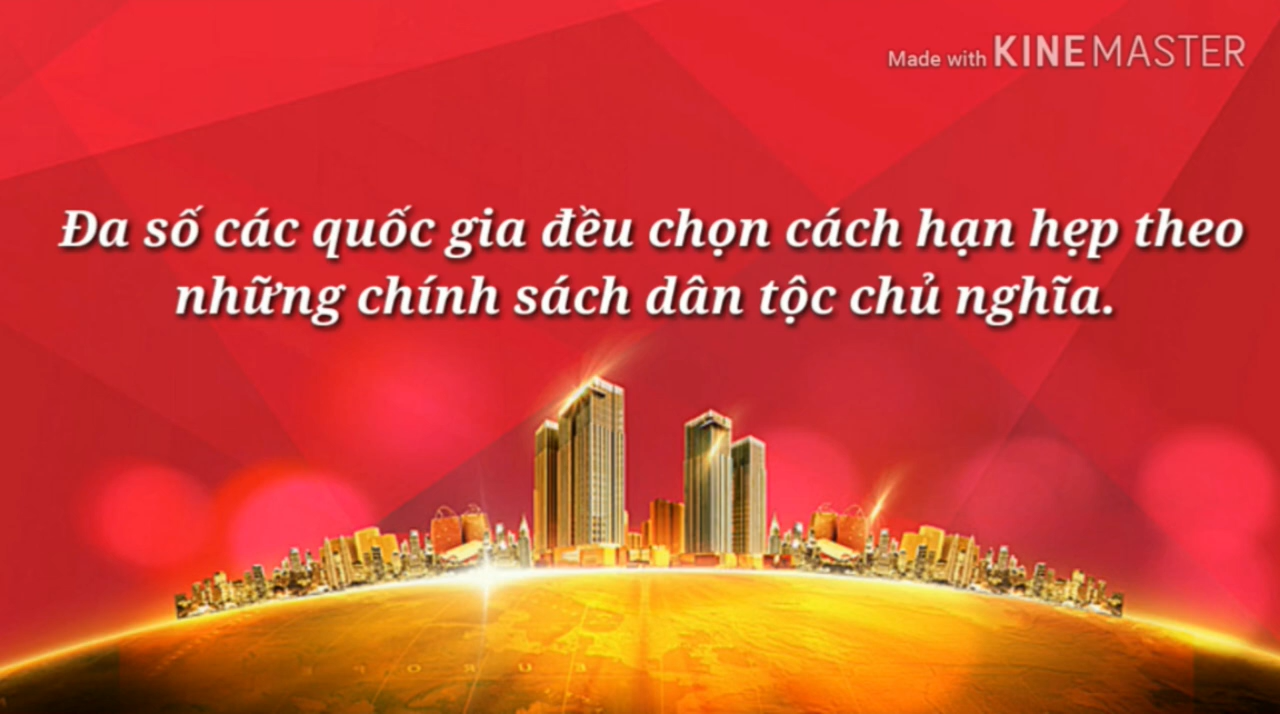 Made with KINEMASTER
Đa số các quốc gia đều chọn cách hạn hẹp theo
những chính sách dân tộc chủ nghĩa.